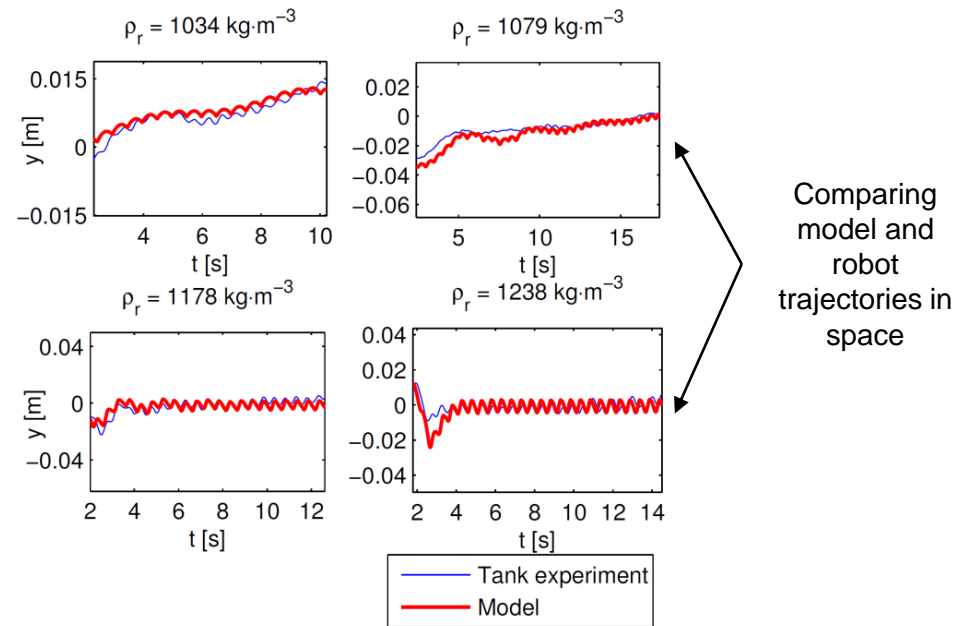 ρr = 1034 kg·m−3
0.015
0
−0.015
y [m]
4 6 8 10
t [s]
ρr = 1079 kg·m−3
0.03
0
−0.02
−0.04
−0.06
5 10 15
t [s]
ρr = 1178 kg·m−3
0.04
0
−0.04
y [m]
2 4 6 8 10 12
t [s]
ρr = 1238 kg·m−3
0.04
0.02
0
−0.02
−0.04
2 4 6 8 10 12 14
t [s]
Tank experiment
Model
Comparing
model and
robot
trajectories in
space